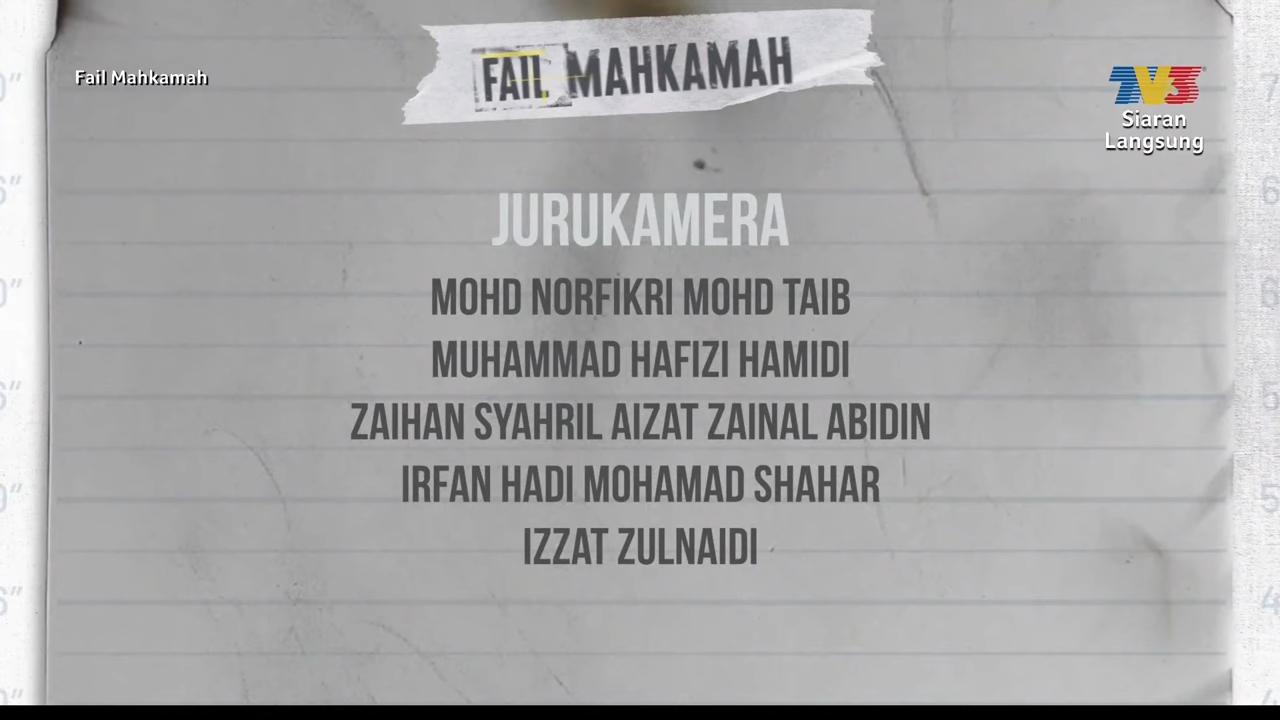 FAIL MAHKAMAH
Fail Mahkamah
TV3
Siaran
Langsung
JURUKAMERA
MOHD NORFIKRI MOHD TAIB
MUHAMMAD HAFIZI HAMIDI
ZAIHAN SYAHRIL AIZAT ZAINAL ABIDIN
IRFAN HADI MOHAMAD SHAHAR
IZZAT ZULNAIDI